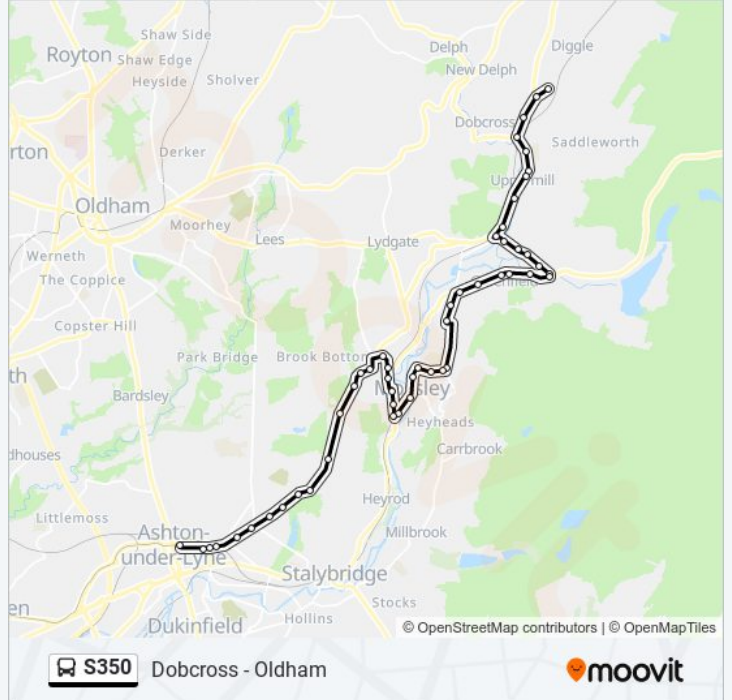 Shaw Side
Diggle
Royton
Delph
Shaw Edge
New Delph
Heyside
Sholver
Dobcross
rton
Derker
Saddleworth
Oldham
Moorhey
Lees
Lydgate
Werneth
The Coppice
Copster Hill
Park Bridge
Brook Bottom
th
Bardsley
Heyheads
dhouses
Carrbrook
Heyrod
Littlemoss
Ashton-
under-Lyne
Millbrook
Stalybridge
en
Stocks
Hollins
Dukinfield
© OpenStreetMap contributors | © OpenMapTiles
S350 Dobcross - Oldham
moovit